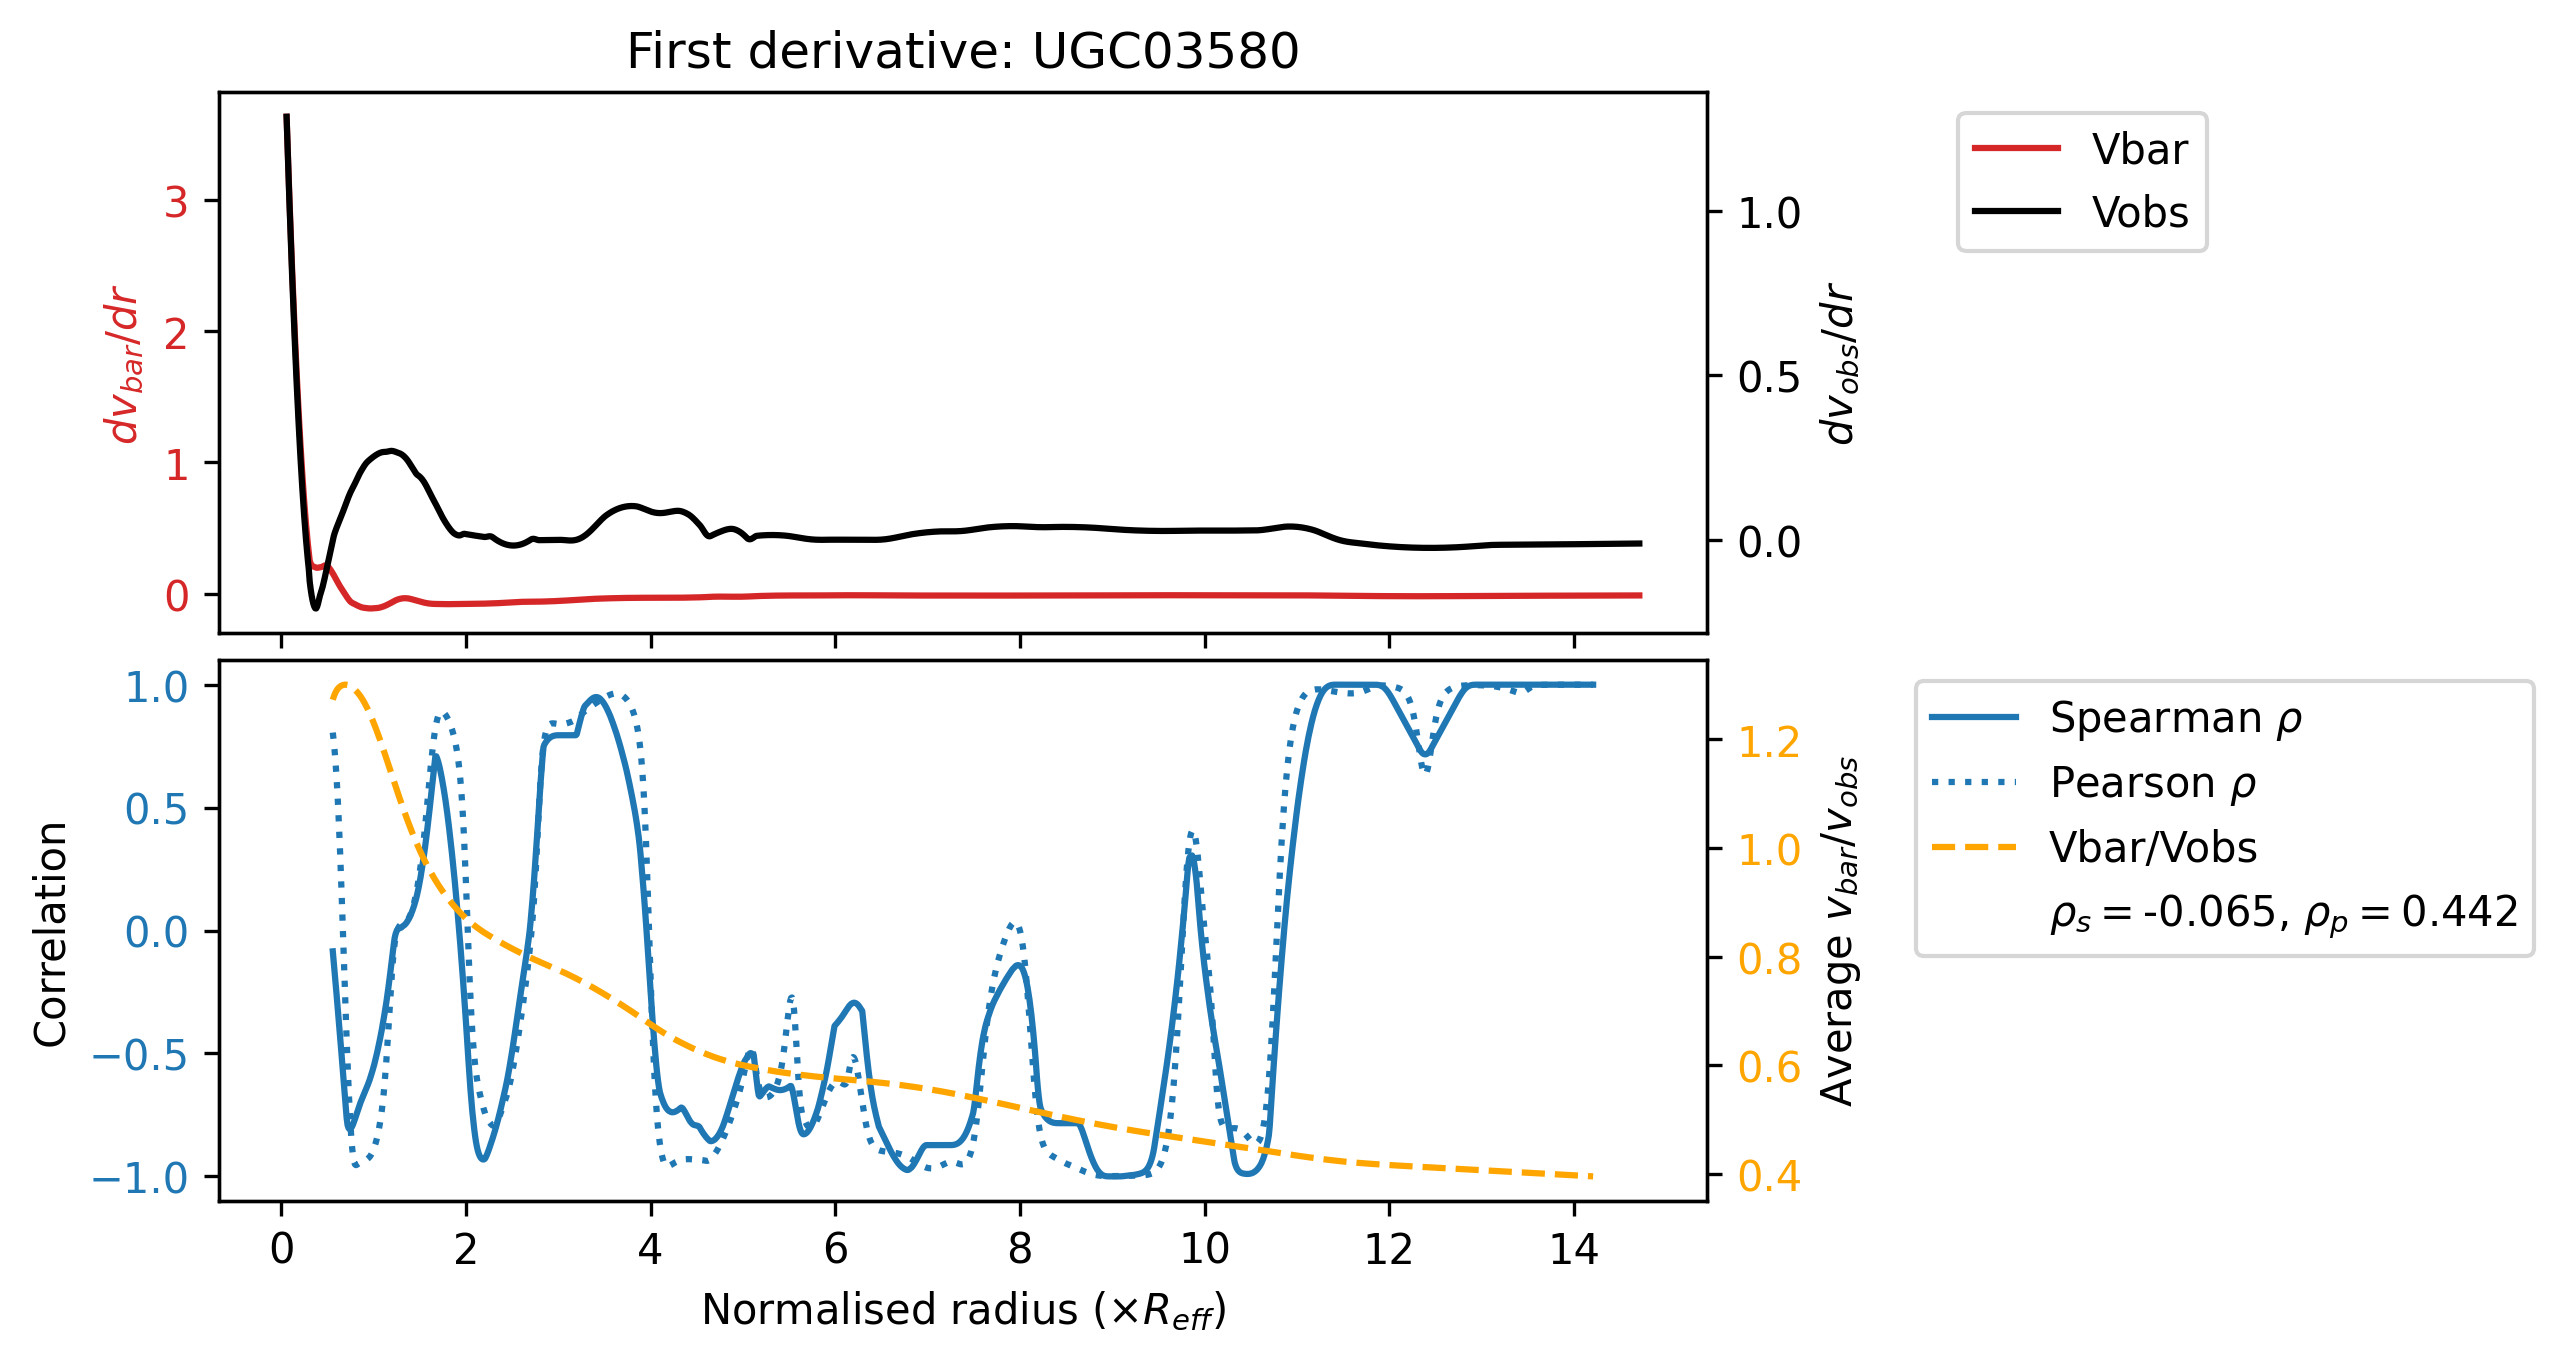 First derivative: UGC03580
3
2
1
0
dv_bar/dr
1.0
0.5
0.0
dv_obs/dr
Vbar
Vobs
1.0
0.5
0.0
−0.5
−1.0
Correlation
1.2
1.0
0.8
0.6
0.4
Average v_bar/v_obs
Spearman ρ
Pearson ρ
Vbar/Vobs
ρ_s = -0.065, ρ_p = 0.442
0 2 4 6 8 10 12 14
Normalised radius (×R_eff)